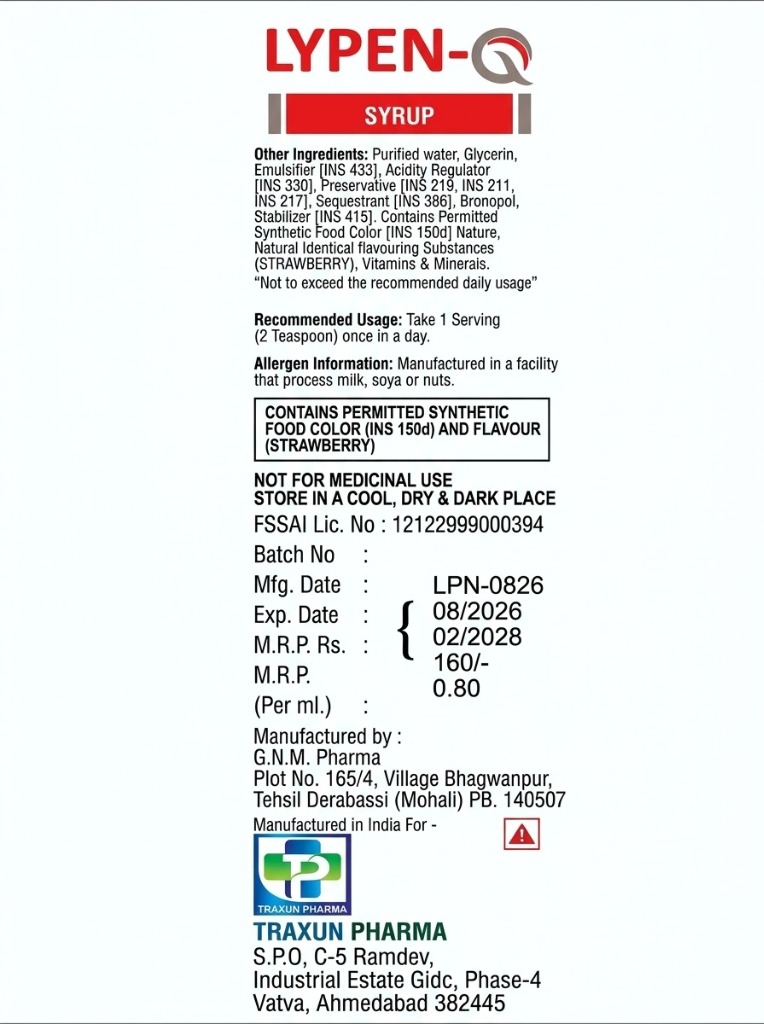 LYPEN-Q
SYRUP
Other Ingredients: Purified water, Glycerin,
Emulsifier [INS 433], Acidity Regulator
[INS 330], Preservative [INS 219, INS 211,
INS 217], Sequestrant [INS 386], Bronopol,
Stabilizer [INS 415]. Contains Permitted
Synthetic Food Color [INS 150d] Nature,
Natural Identical flavouring Substances
(STRAWBERRY), Vitamins & Minerais.
“Not to exceed the recommended daily usage”
Recommended Usage: Take 1 Serving
(2 Teaspoon) once in a day.
Allergen Information: Manufactured in a facility
that process milk, soya or nuts.
CONTAINS PERMITTED SYNTHETIC
FOOD COLOR (INS 150d) AND FLAVOUR
(STRAWBERRY)
NOT FOR MEDICINAL USE
STORE IN A COOL, DRY & DARK PLACE
FSSAI Lic. No : 12122999000394
Batch No :
Mfg. Date : LPN-0826
Exp. Date : { 08/2026
02/2028
M.R.P. Rs. : 160/-
M.R.P. 0.80
(Per ml.) :
Manufactured by :
G.N.M. Pharma
Plot No. 165/4, Village Bhagwanpur,
Tehsil Derabassi (Mohali) PB. 140507
Manufactured in India For -
TP
TRAXUN PHARMA
TRAXUN PHARMA
S.P.O, C-5 Ramdev,
Industrial Estate Gidc, Phase-4
Vatva, Ahmedabad 382445